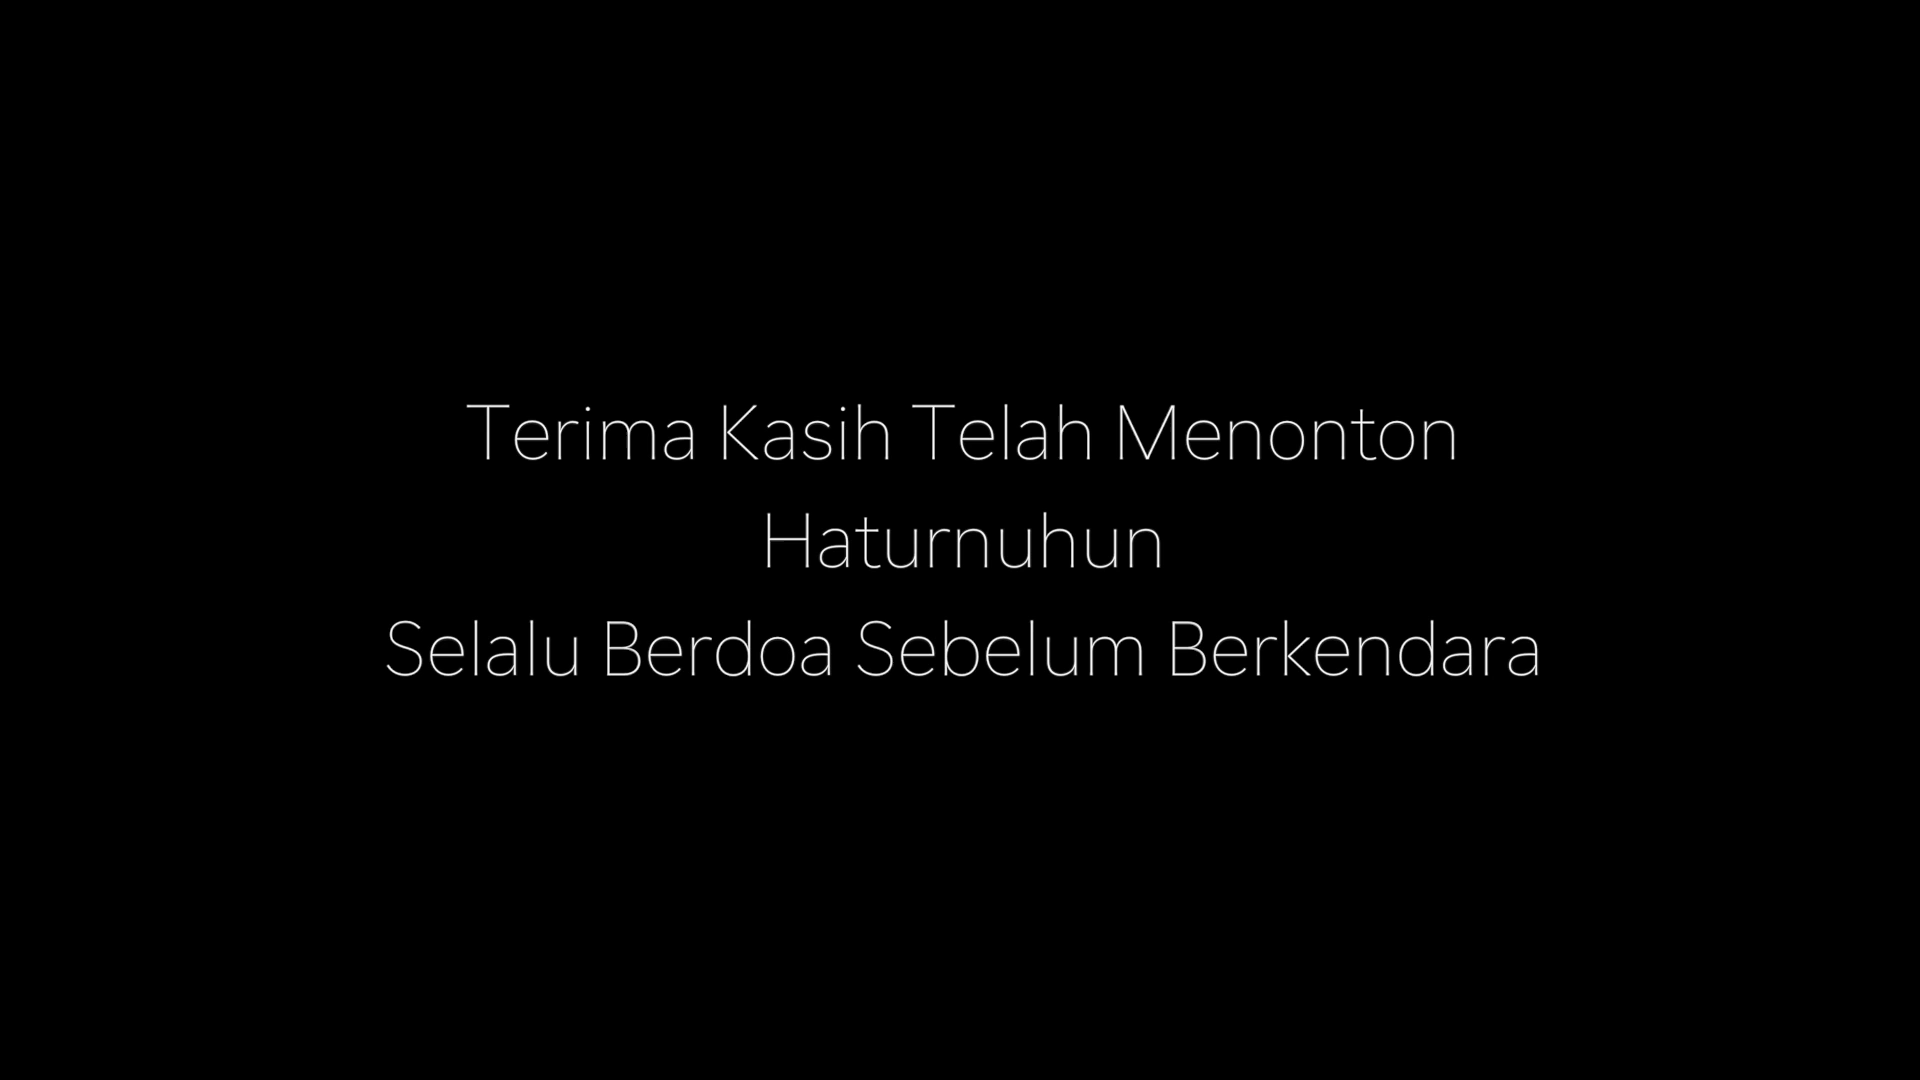 Terima Kasih Telah Menonton
Haturnuhun
Selalu Berdoa Sebelum Berkendara